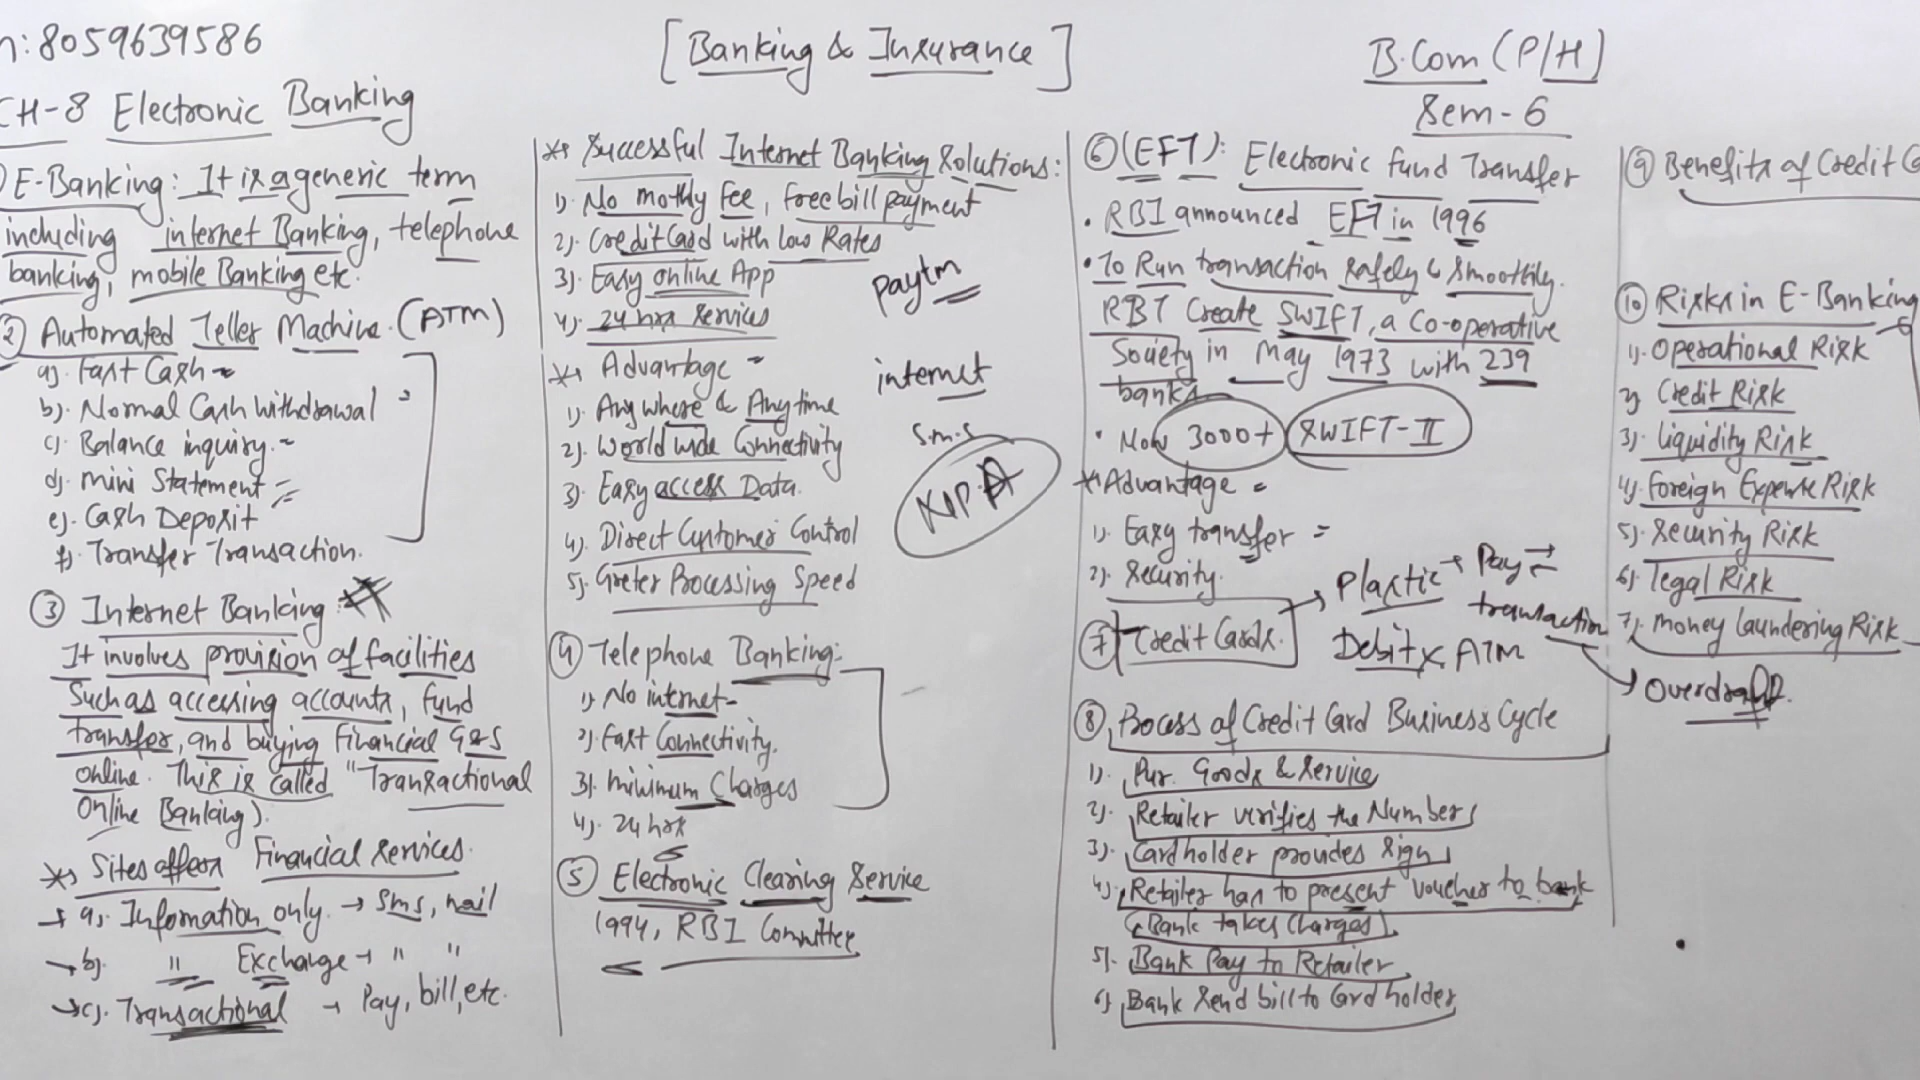 n: 8059639586
[Banking & Insurance]
B.Com (P/H)
Sem - 6
CH-8 Electronic Banking
1) E-Banking: It is a generic term
including internet Banking, telephone
banking, mobile Banking etc.
② Automated Teller Machine. (ATM)
a). Fast Cash
b). Normal Cash Withdrawal
c). Balance inquiry.
d). Mini Statement
e). Cash Deposit
f). Transfer Transaction.
③ Internet Banking:
It involves provision of facilities
Such as accessing accounts, fund
transfer, and buying Financial G&S
online. This is called "Transactional
Online Banking).
* Sites offers Financial Services.
→ a). Information only. → Sms, mail
→ b). " Exchange → " "
→ c). Transactional → Pay, bill, etc.
* Successful Internet Banking Solutions:
1). No mothly Fee, free bill payment
2). Credit Card with Low Rates
3). Easy online App
4). 24 hrs Services
* Advantage
1). Any where & Any time
2). World wide Connectivity
3). Easy access Data.
4). Direct Customer Control
5). Greter Processing Speed
paytm
internet
S.m.s
N.P.A
④ Telephone Banking:
1). No internet
2). Fast Connectivity.
3). minimum Charges
4). 24 hrs
⑤ Electronic Clearing Service
1994, RBI Committee
⑥ (EFT): Electronic Fund Transfer
• RBI announced EFT in 1996
• To Run transaction safely & smoothily.
RBI Create SWIFT, a Co-operative
Society in May 1973 with 239
banks
• Now 3000+ SWIFT-II
* Advantage
1). Easy transfer
2). Security.
⑦ Credit Cards. → Plastic → Pay
transaction
Debit x ATM
→ Overdraft.
⑧ Process of Credit Card Business Cycle
1). Pur. Goods & Service
2). Retailer verifies the Number
3). Cardholder provides Sign
4). Retailer has to present voucher to bank
(Bank takes Charges).
5). Bank Pay to Retailer
6). Bank Send bill to Card holder
⑨ Benefits of Credit Ca
⑩ Risks in E-Banking
1). Operational Risk
2) Credit Risk
3). Liquidity Risk
4). Foreign Expense Risk
5). Security Risk
6). Legal Risk
7). Money Laundering Risk